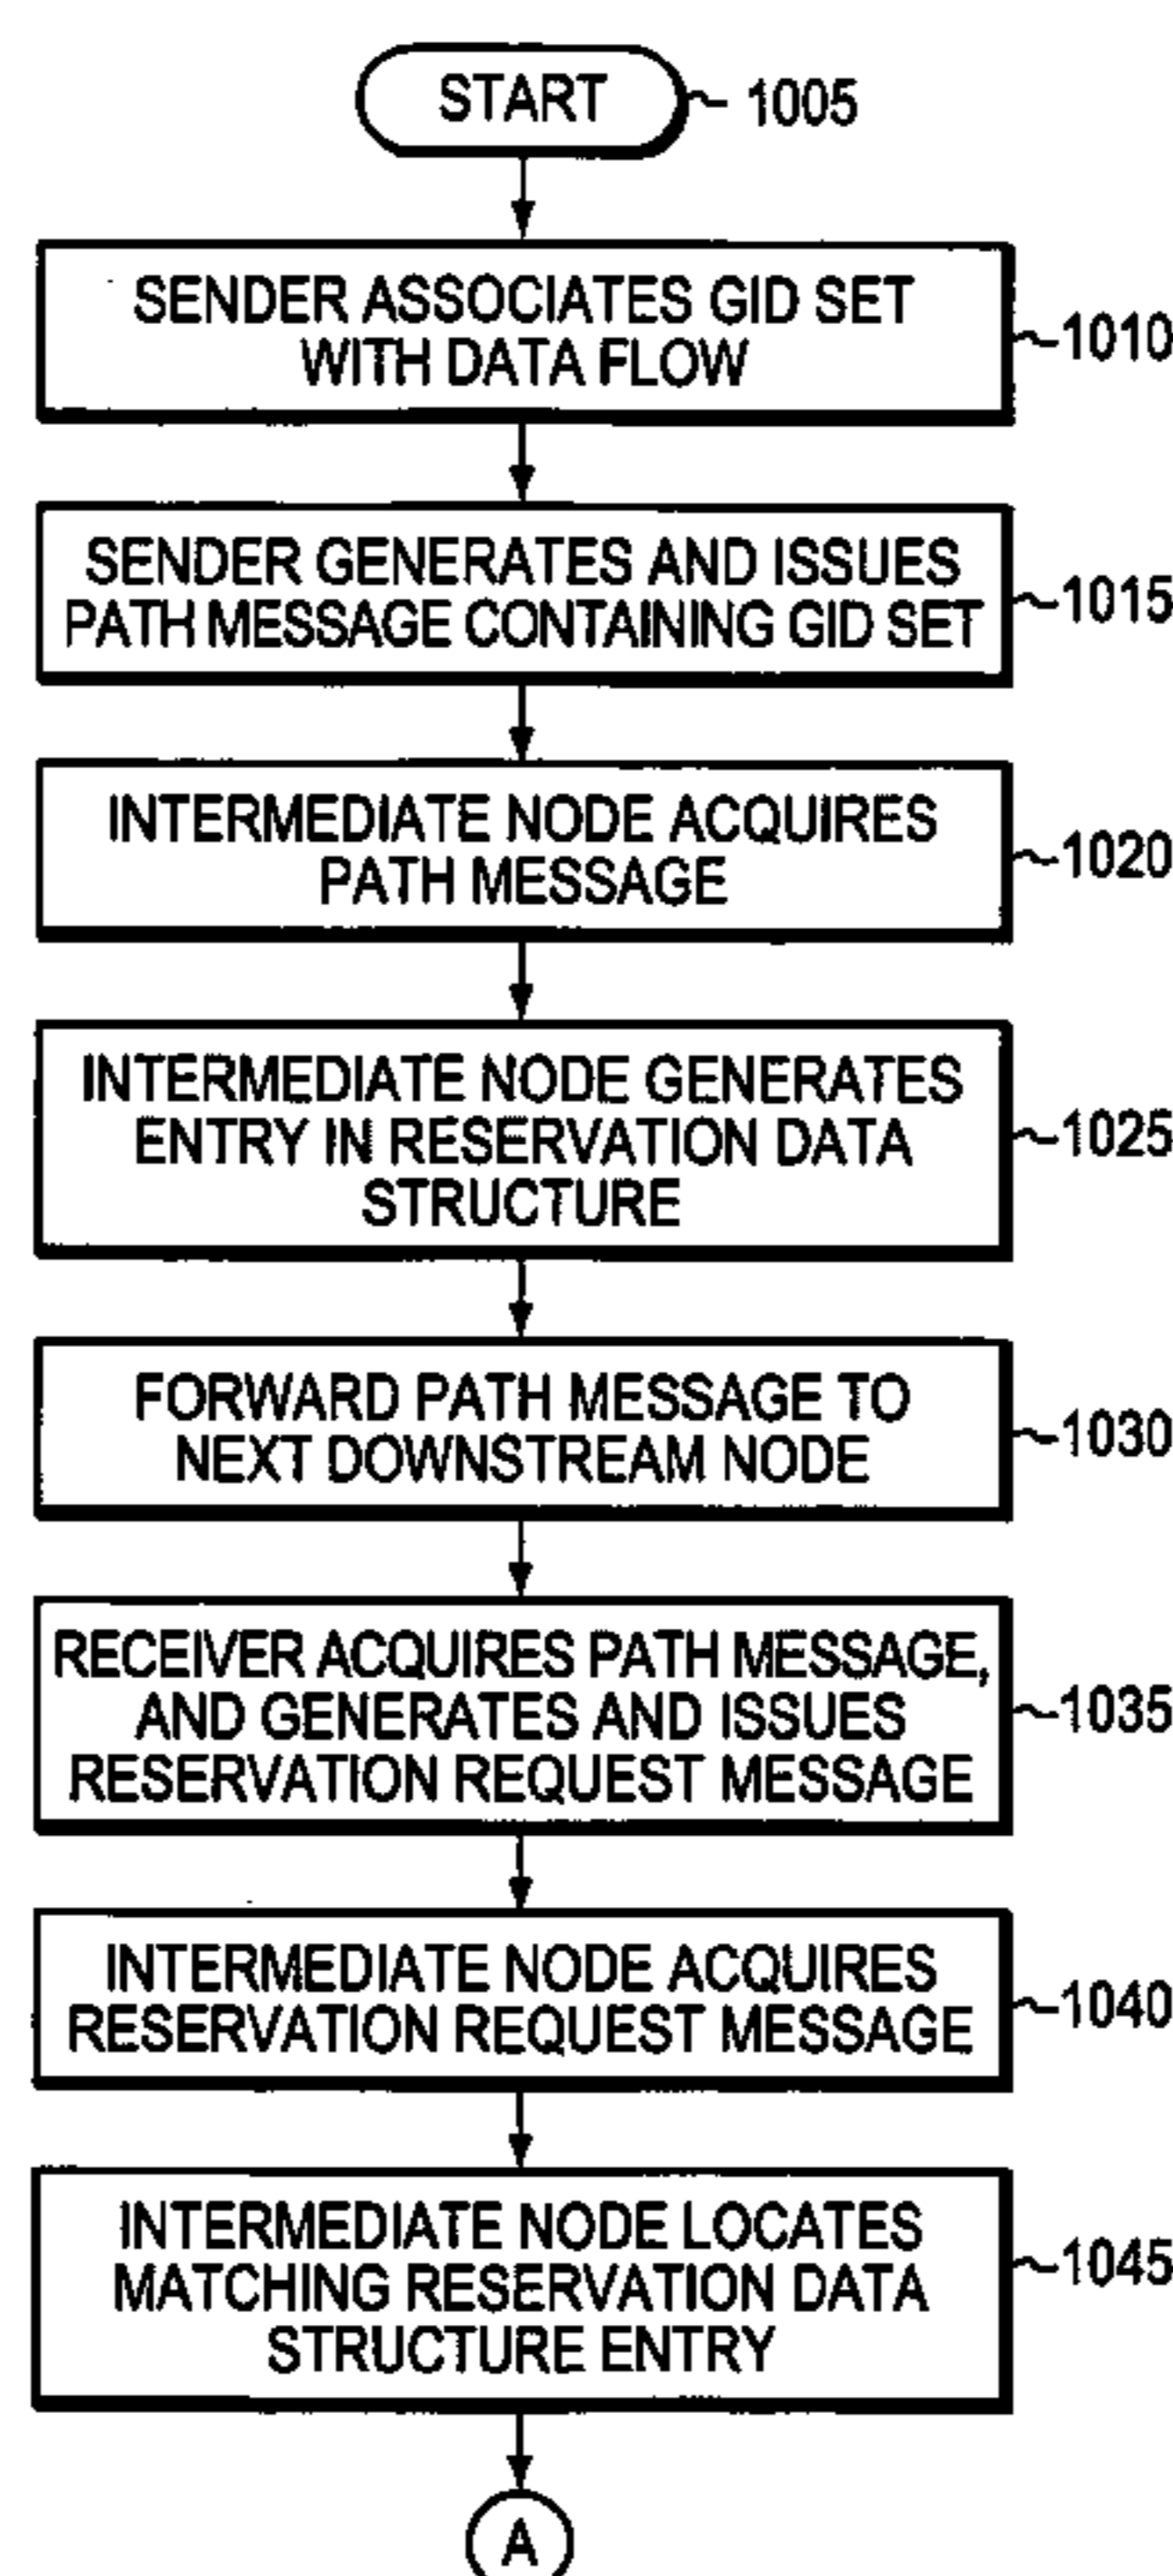 START
1005
SENDER ASSOCIATES GID SET
WITH DATA FLOW
1010
SENDER GENERATES AND ISSUES
PATH MESSAGE CONTAINING GID SET
1015
INTERMEDIATE NODE ACQUIRES
PATH MESSAGE
1020
INTERMEDIATE NODE GENERATES
ENTRY IN RESERVATION DATA
STRUCTURE
1025
FORWARD PATH MESSAGE TO
NEXT DOWNSTREAM NODE
1030
RECEIVER ACQUIRES PATH MESSAGE,
AND GENERATES AND ISSUES
RESERVATION REQUEST MESSAGE
1035
INTERMEDIATE NODE ACQUIRES
RESERVATION REQUEST MESSAGE
1040
INTERMEDIATE NODE LOCATES
MATCHING RESERVATION DATA
STRUCTURE ENTRY
1045
A